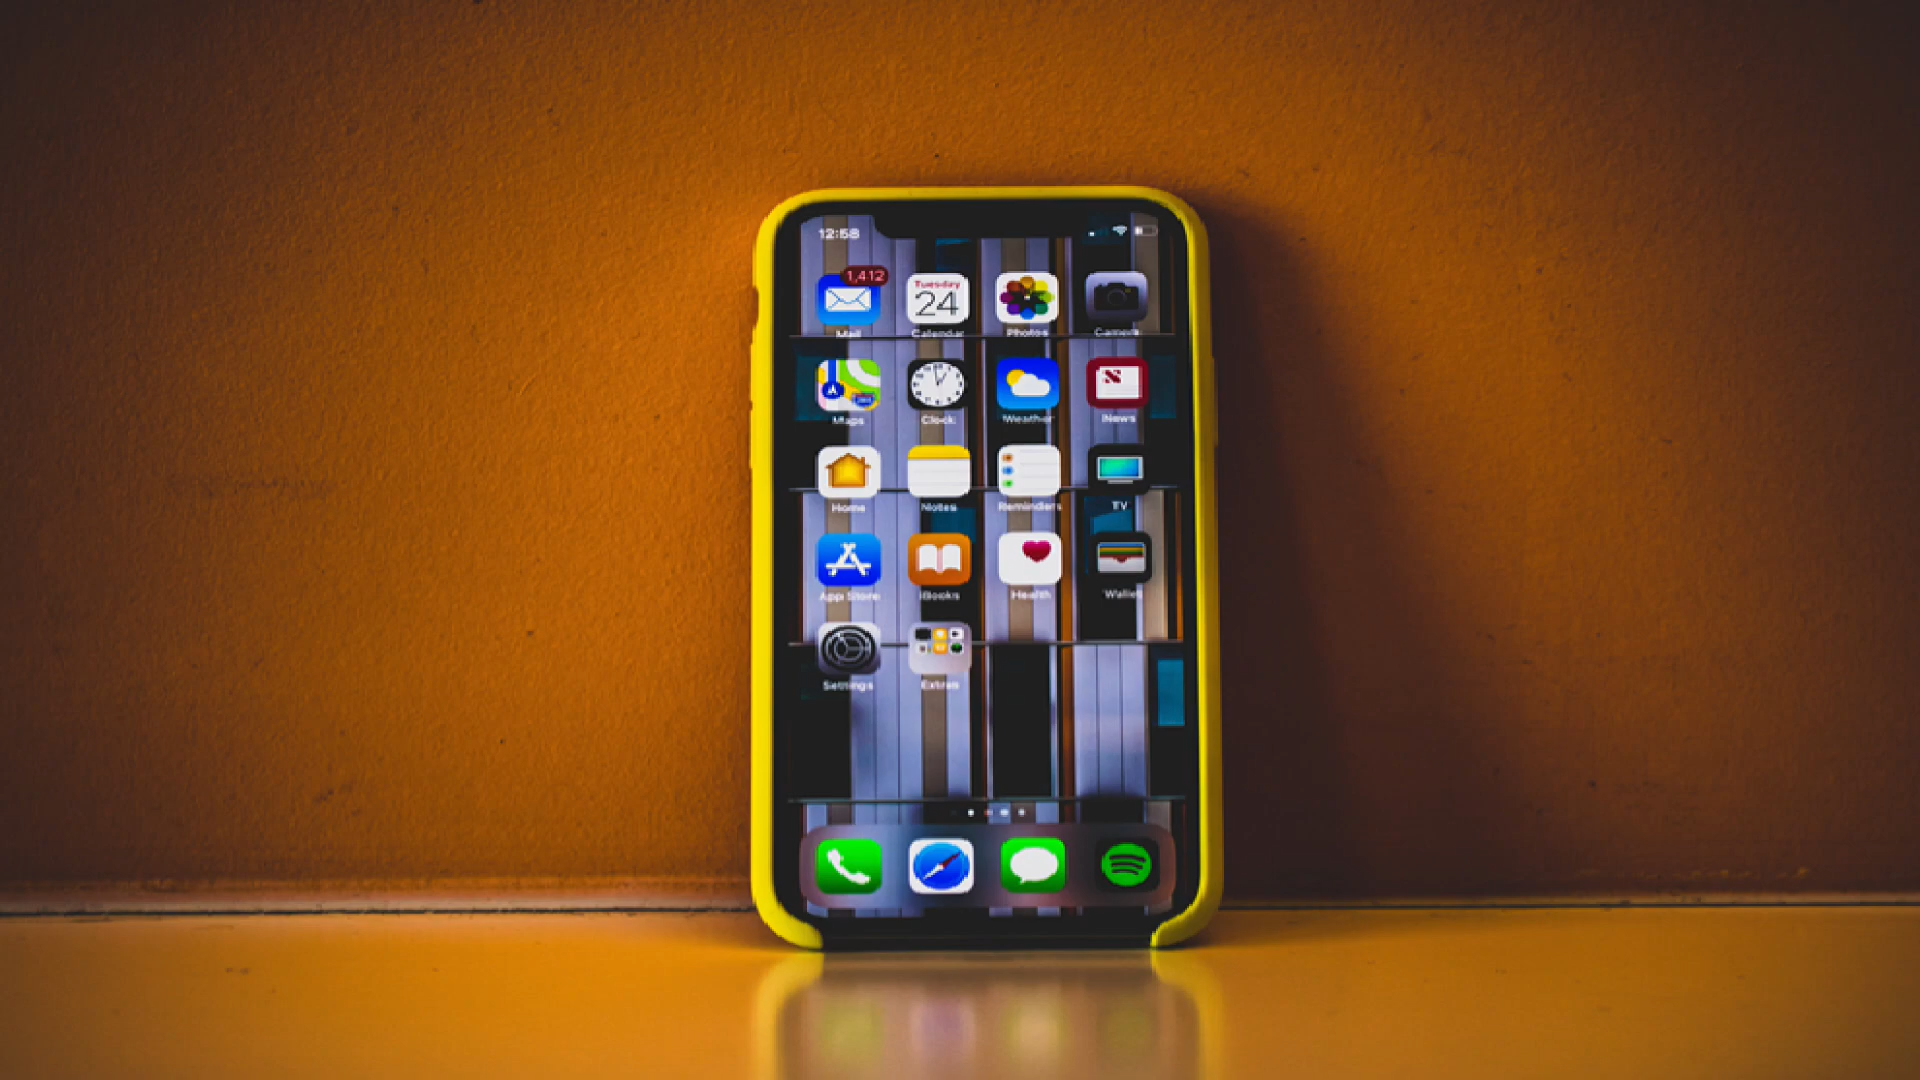 12:58
1,412
Tuesday
24
Mail Calendar Photos Camera
Maps Clock Weather News
Home Notes Reminders TV
App Store iBooks Health Wallet
Settings Extras